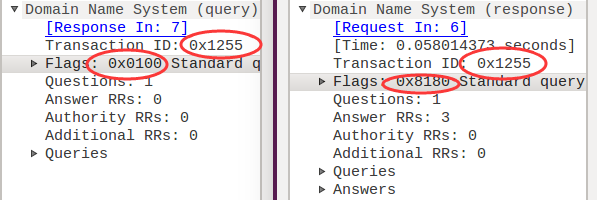 Domain Name System (query)
[Response In: 7]
Transaction ID: 0x1255
Flags: 0x0100 Standard q
Questions: 1
Answer RRs: 0
Authority RRs: 0
Additional RRs: 0
Queries
Domain Name System (response)
[Request In: 6]
[Time: 0.058014373 seconds]
Transaction ID: 0x1255
Flags: 0x8180 Standard query
Questions: 1
Answer RRs: 3
Authority RRs: 0
Additional RRs: 0
Queries
Answers